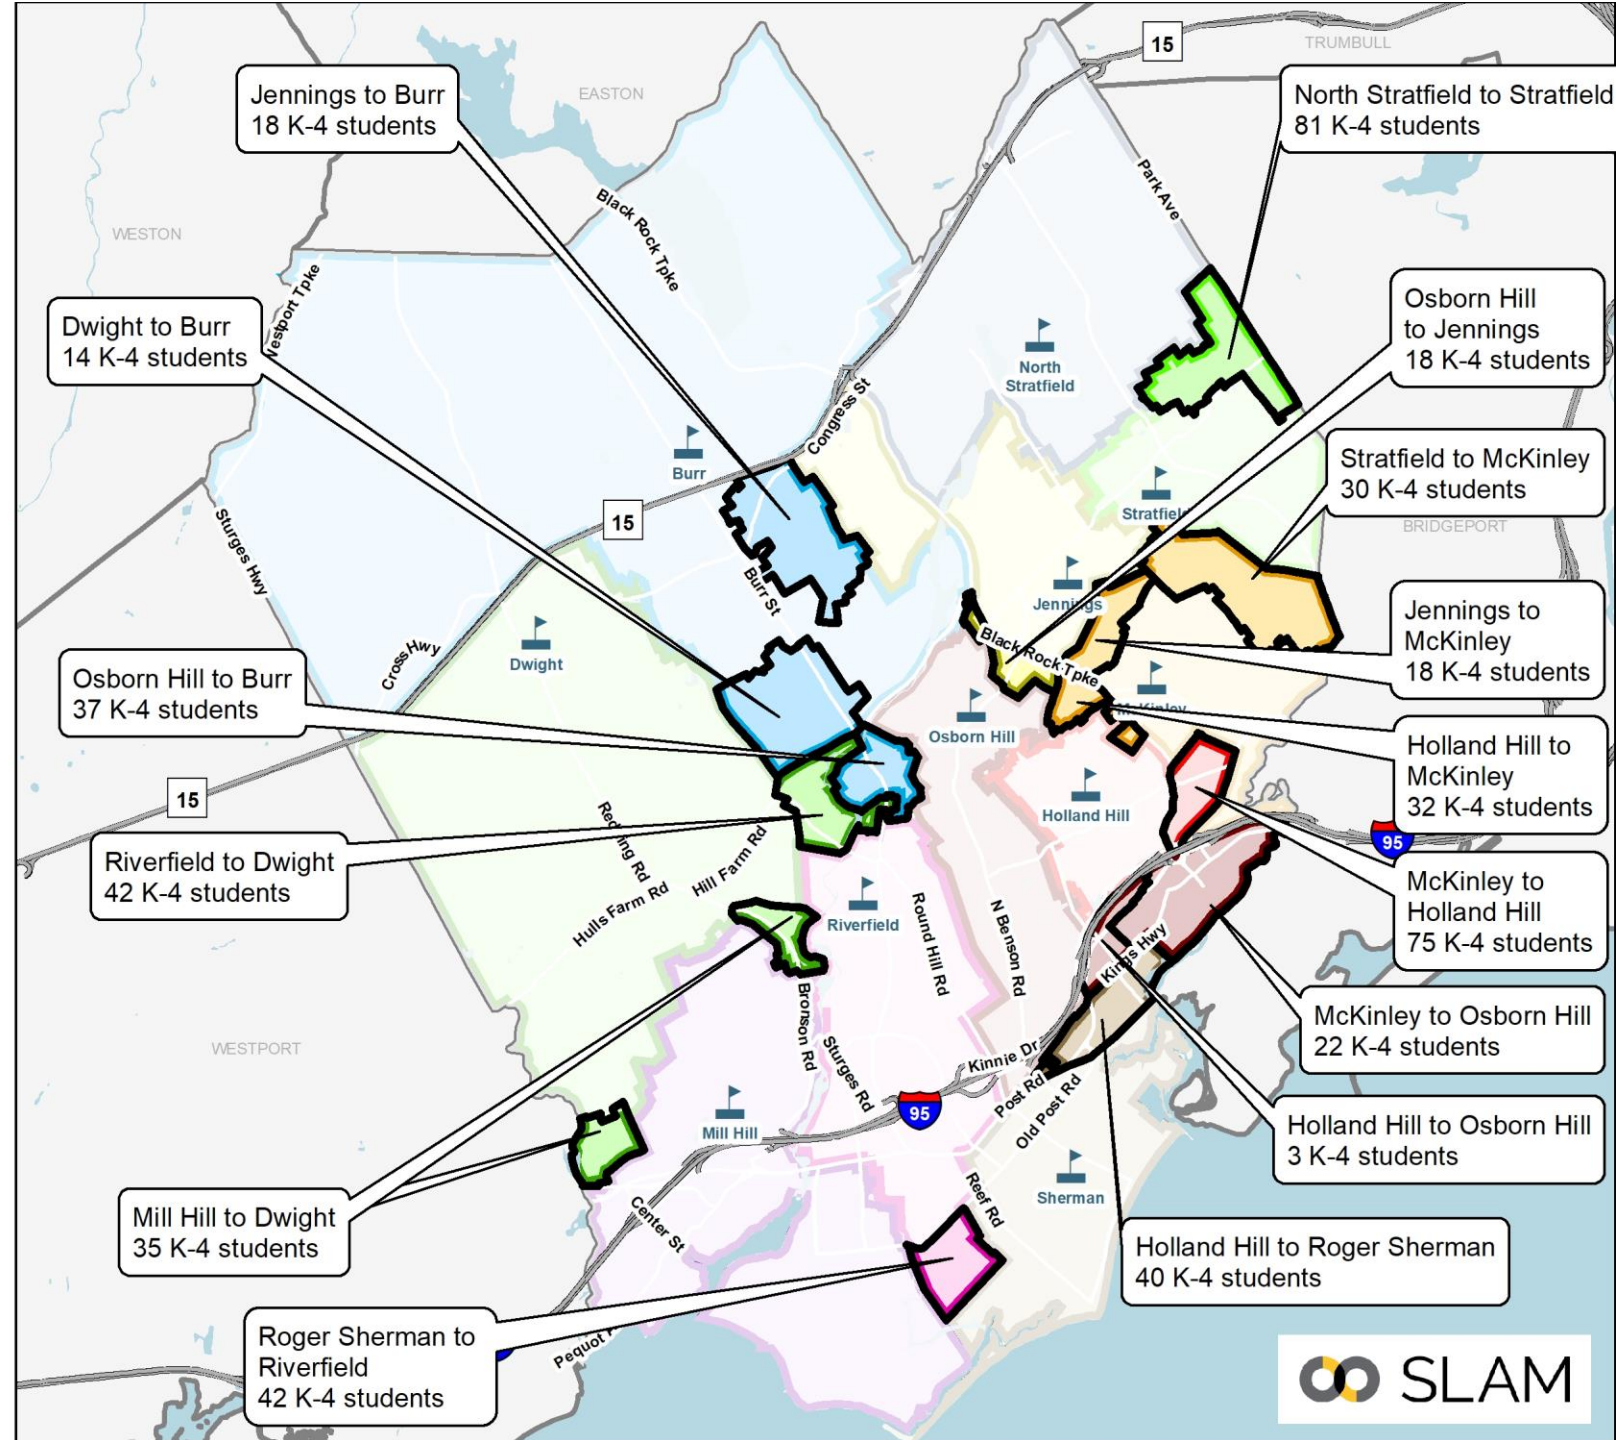 15
TRUMBULL
EASTON
Jennings to Burr
18 K-4 students
North Stratfield to Stratfield
81 K-4 students
Park Ave
Black Rock Tpke
WESTON
Westport Tpke
Osborn Hill
to Jennings
18 K-4 students
Dwight to Burr
14 K-4 students
North
Stratfield
Congress St
Burr
Stratfield to McKinley
30 K-4 students
15
Stratfield
BRIDGEPORT
Sturges Hwy
Burr St
Jennings
Jennings to
McKinley
18 K-4 students
Black Rock Tpke
Cross Hwy
Dwight
Osborn Hill to Burr
37 K-4 students
McKinley
Osborn Hill
Holland Hill to
McKinley
32 K-4 students
15
Holland Hill
95
Redding Rd
Hill Farm Rd
Hulls Farm Rd
Riverfield to Dwight
42 K-4 students
McKinley to
Holland Hill
75 K-4 students
Riverfield
Round Hill Rd
N Benson Rd
Kings Hwy
Bronson Rd
McKinley to Osborn Hill
22 K-4 students
WESTPORT
Sturges Rd
Kinnie Dr
Post Rd
Old Post Rd
95
Mill Hill
Holland Hill to Osborn Hill
3 K-4 students
Sherman
Reef Rd
Mill Hill to Dwight
35 K-4 students
Center St
Holland Hill to Roger Sherman
40 K-4 students
Roger Sherman to
Riverfield
42 K-4 students
Pequot
SLAM